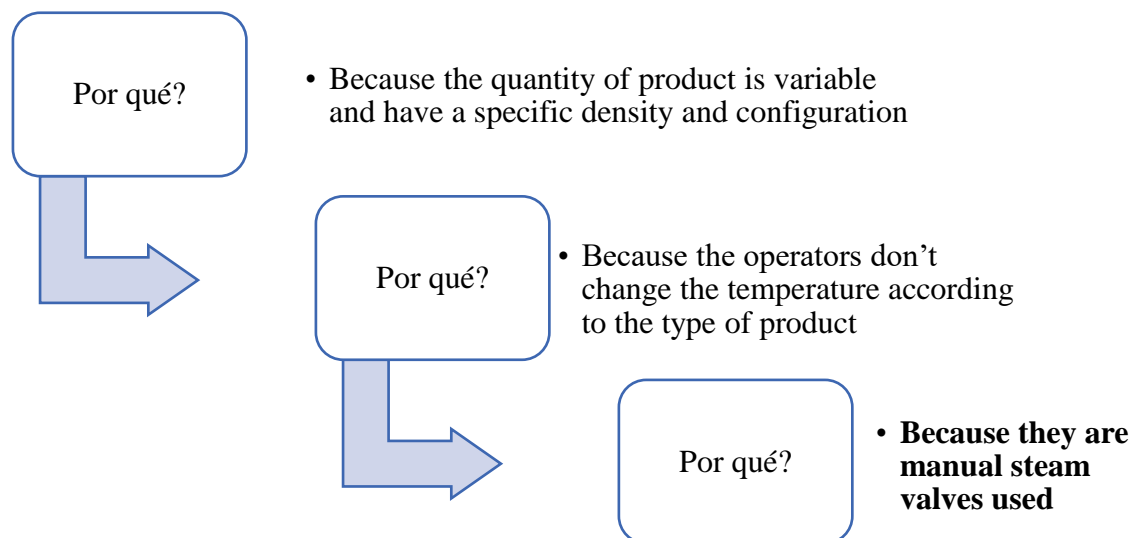 Por qué?
• Because the quantity of product is variable
and have a specific density and configuration
Por qué?
• Because the operators don’t
change the temperature according
to the type of product
Por qué?
• Because they are
manual steam
valves used